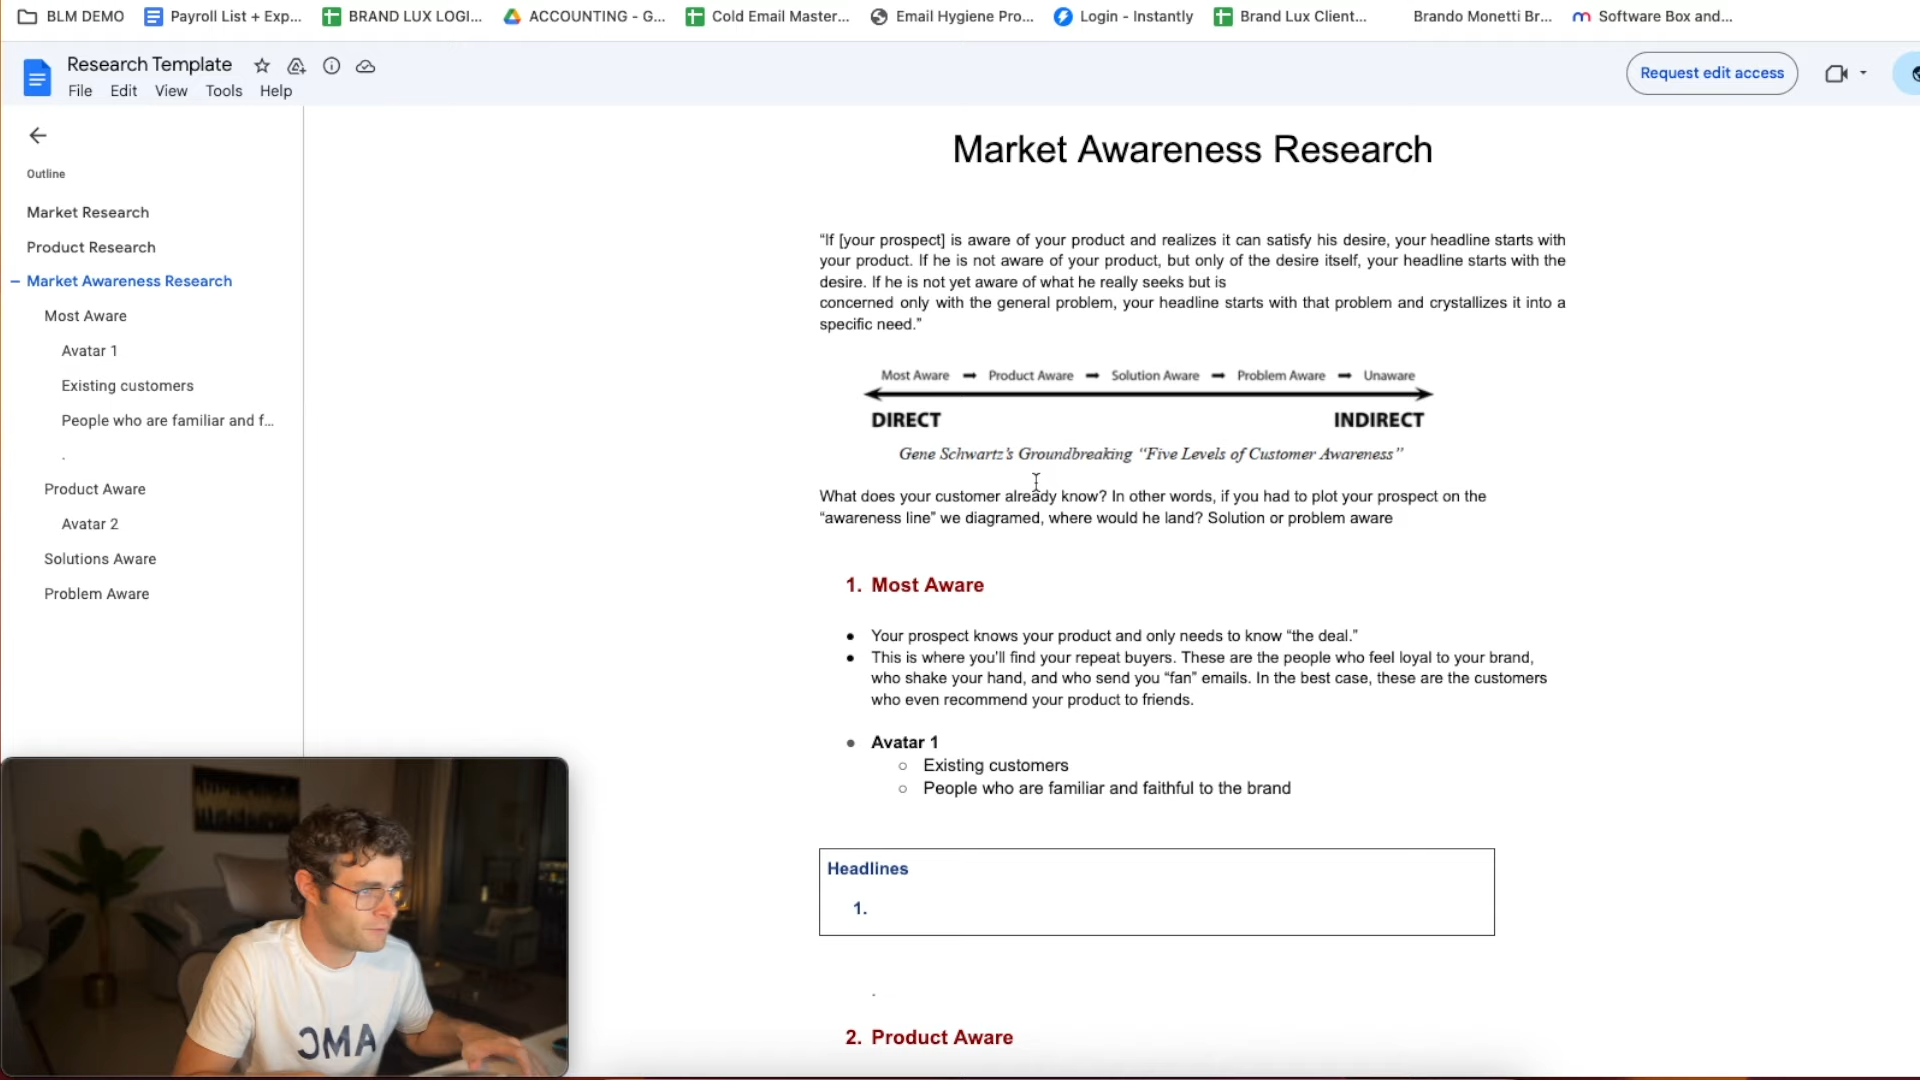 BLM DEMO
Payroll List + Exp...
BRAND LUX LOGI...
ACCOUNTING - G...
Cold Email Master...
Email Hygiene Pro...
Login - Instantly
Brand Lux Client...
Brando Monetti Br...
Software Box and...
Research Template
File Edit View Tools Help
Request edit access
Outline
Market Research
Product Research
Market Awareness Research
Most Aware
Avatar 1
Existing customers
People who are familiar and f...
.
Product Aware
Avatar 2
Solutions Aware
Problem Aware
Market Awareness Research
“If [your prospect] is aware of your product and realizes it can satisfy his desire, your headline starts with
your product. If he is not aware of your product, but only of the desire itself, your headline starts with the
desire. If he is not yet aware of what he really seeks but is
concerned only with the general problem, your headline starts with that problem and crystallizes it into a
specific need.”
Most Aware ➡ Product Aware ➡ Solution Aware ➡ Problem Aware ➡ Unaware
DIRECT INDIRECT
Gene Schwartz’s Groundbreaking “Five Levels of Customer Awareness”
What does your customer already know? In other words, if you had to plot your prospect on the
“awareness line” we diagramed, where would he land? Solution or problem aware
1. Most Aware
● Your prospect knows your product and only needs to know “the deal.”
● This is where you’ll find your repeat buyers. These are the people who feel loyal to your brand,
who shake your hand, and who send you “fan” emails. In the best case, these are the customers
who even recommend your product to friends.
● Avatar 1
○ Existing customers
○ People who are familiar and faithful to the brand
Headlines
1.
.
2. Product Aware
AMC